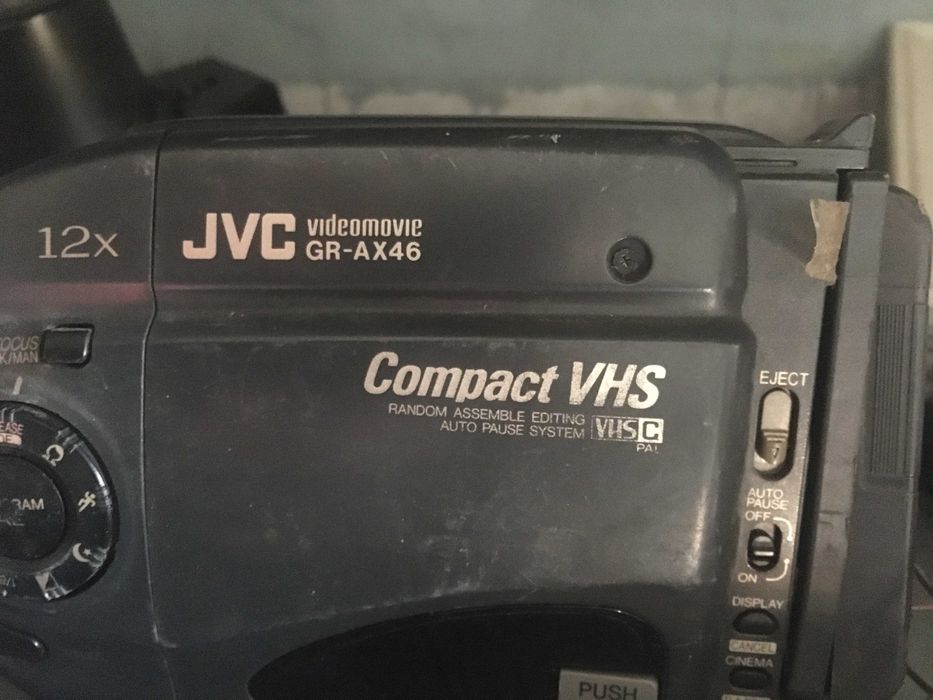 12x
JVC videomovie
GR-AX46
FOCUS
Compact VHS
RANDOM ASSEMBLE EDITING
AUTO PAUSE SYSTEM VHS C
PAL
EJECT
AUTO
PAUSE
OFF
ON
DISPLAY
CANCEL
CINEMA
PUSH